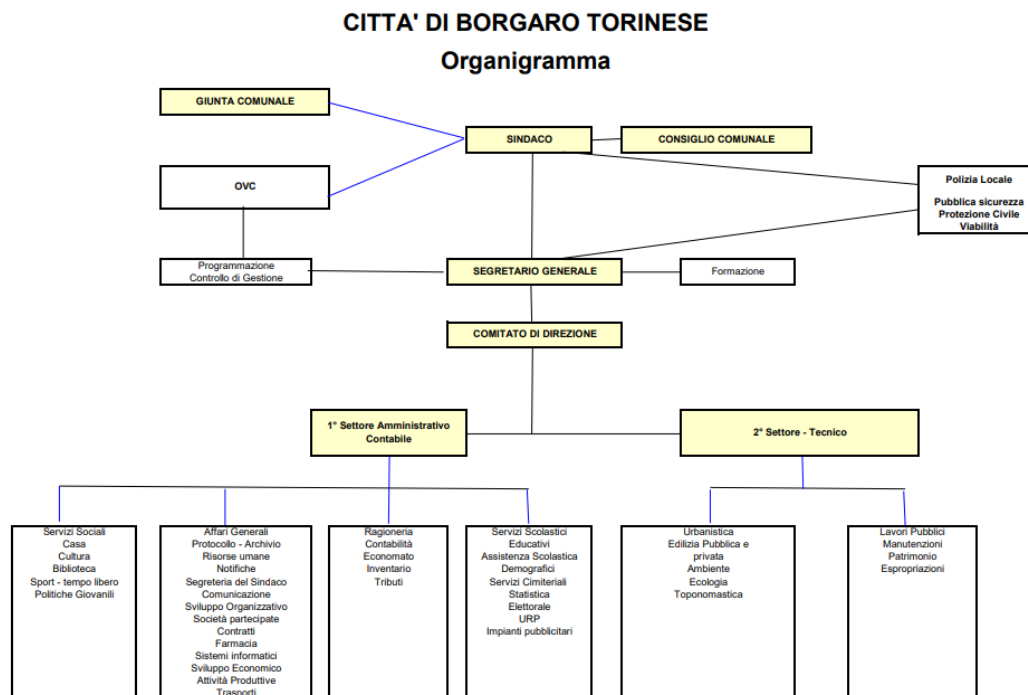 CITTA' DI BORGARO TORINESE
Organigramma
GIUNTA COMUNALE
SINDACO
CONSIGLIO COMUNALE
OVC
Polizia Locale
Pubblica sicurezza
Protezione Civile
Viabilità
Programmazione
Controllo di Gestione
SEGRETARIO GENERALE
Formazione
COMITATO DI DIREZIONE
1° Settore Amministrativo
Contabile
2° Settore - Tecnico
Servizi Sociali
Casa
Cultura
Biblioteca
Sport - tempo libero
Politiche Giovanili
Affari Generali
Protocollo - Archivio
Risorse umane
Notifiche
Segreteria del Sindaco
Comunicazione
Sviluppo Organizzativo
Società partecipate
Contratti
Farmacia
Sistemi informatici
Sviluppo Economico
Attività Produttive
Trasporti
Ragioneria
Contabilità
Economato
Inventario
Tributi
Servizi Scolastici
Educativi
Assistenza Scolastica
Demografici
Servizi Cimiteriali
Statistica
Elettorale
URP
Impianti pubblicitari
Urbanistica
Edilizia Pubblica e
privata
Ambiente
Ecologia
Toponomastica
Lavori Pubblici
Manutenzioni
Patrimonio
Espropriazioni